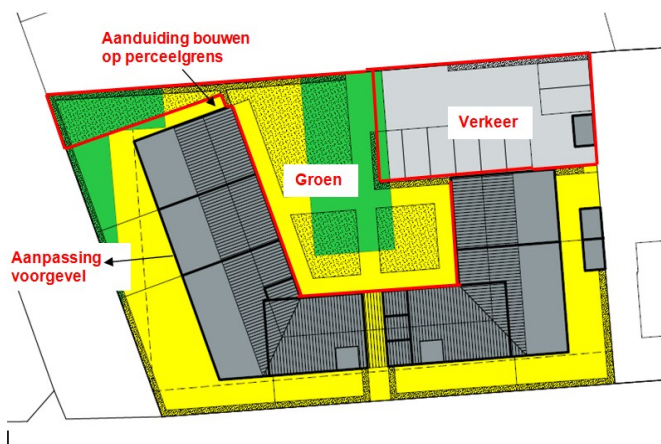 Aanduiding bouwen
op perceelgrens
Verkeer
Groen
Aanpassing
voorgevel